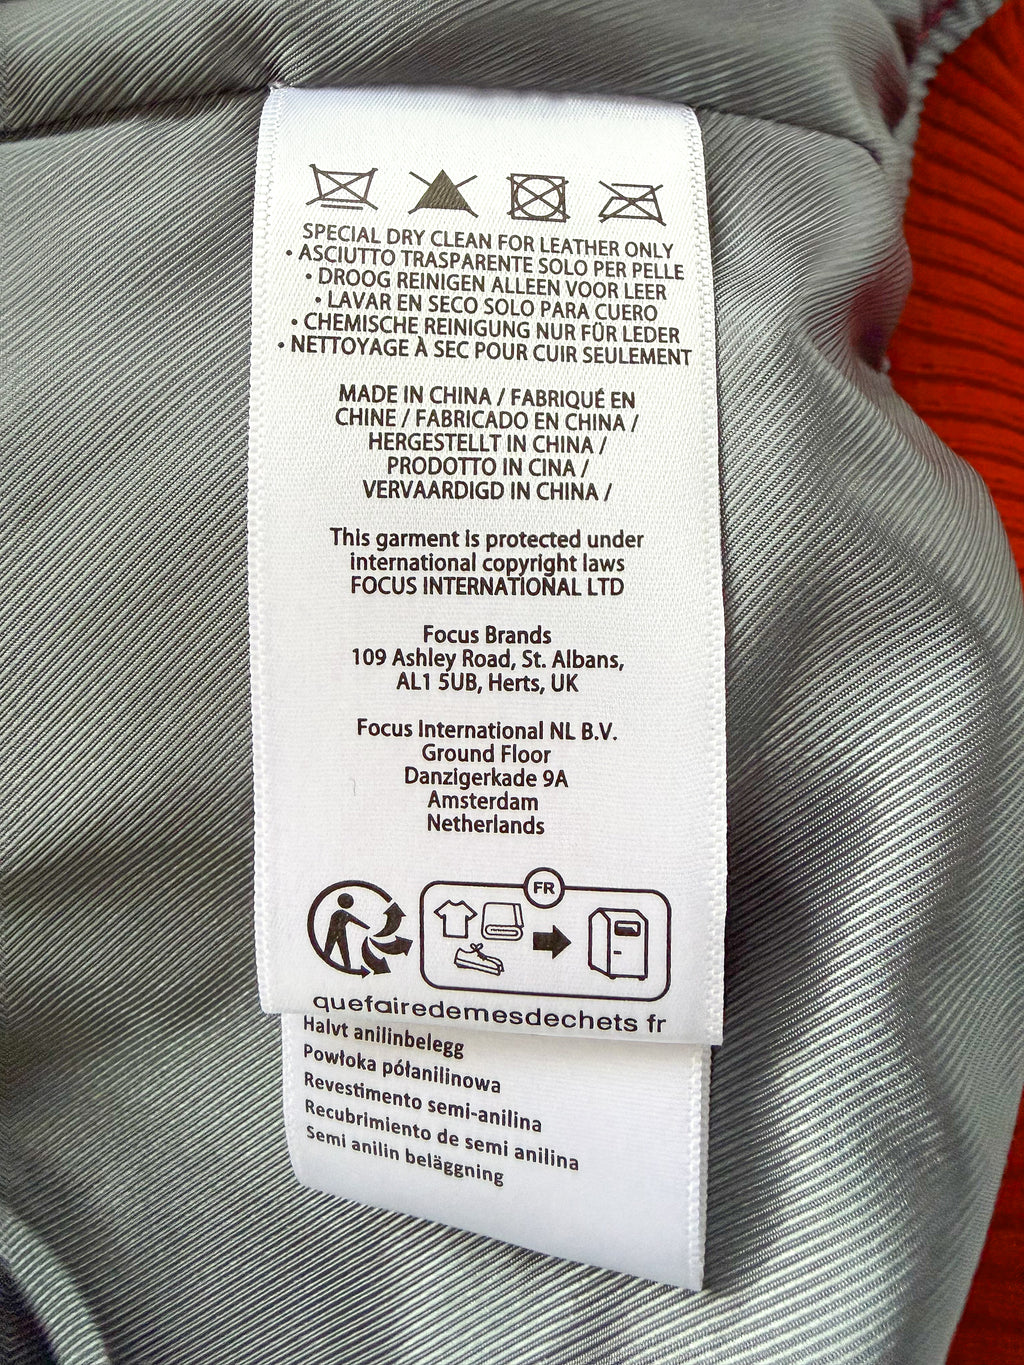 SPECIAL DRY CLEAN FOR LEATHER ONLY
• ASCIUTTO TRASPARENTE SOLO PER PELLE
• DROOG REINIGEN ALLEEN VOOR LEER
• LAVAR EN SECO SOLO PARA CUERO
• CHEMISCHE REINIGUNG NUR FÜR LEDER
• NETTOYAGE À SEC POUR CUIR SEULEMENT
MADE IN CHINA / FABRIQUÉ EN
CHINE / FABRICADO EN CHINA /
HERGESTELLT IN CHINA /
PRODOTTO IN CINA /
VERVAARDIGD IN CHINA /
This garment is protected under
international copyright laws
FOCUS INTERNATIONAL LTD
Focus Brands
109 Ashley Road, St. Albans,
AL1 5UB, Herts, UK
Focus International NL B.V.
Ground Floor
Danzigerkade 9A
Amsterdam
Netherlands
FR
quefairedemesdechets fr
Halvt anilinbelegg
Powłoka półanilinowa
Revestimento semi-anilina
Recubrimiento de semi anilina
Semi anilin beläggning